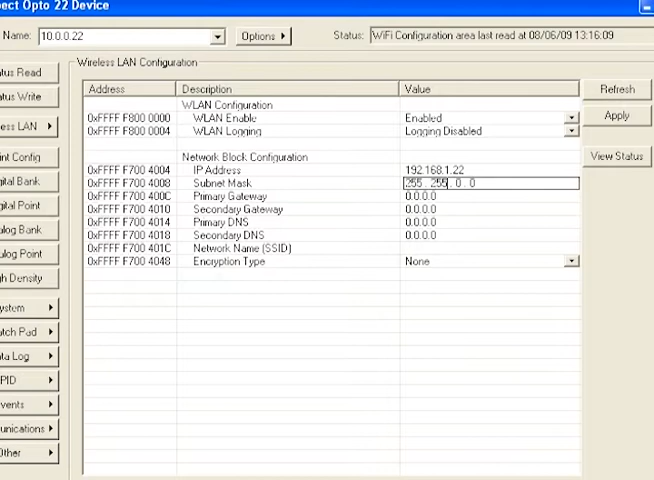 pect Opto 22 Device
Name: 10.0.0.22 Options Status: WiFi Configuration area last read at 08/06/09 13:16:09
Wireless LAN Configuration
Address Description Value
WLAN Configuration
0xFFFF F800 0000 WLAN Enable Enabled
0xFFFF F800 0004 WLAN Logging Logging Disabled
Network Block Configuration
0xFFFF F700 4004 IP Address 192.168.1.22
0xFFFF F700 4008 Subnet Mask 255 . 255 . 0 . 0
0xFFFF F700 400C Primary Gateway 0.0.0.0
0xFFFF F700 4010 Secondary Gateway 0.0.0.0
0xFFFF F700 4014 Primary DNS 0.0.0.0
0xFFFF F700 4018 Secondary DNS 0.0.0.0
0xFFFF F700 401C Network Name (SSID)
0xFFFF F700 4048 Encryption Type None
Refresh
Apply
View Status
atus Read
atus Write
ess LAN
int Config
gital Bank
gital Point
alog Bank
alog Point
gh Density
ystem
atch Pad
ata Log
PID
vents
unications
Other